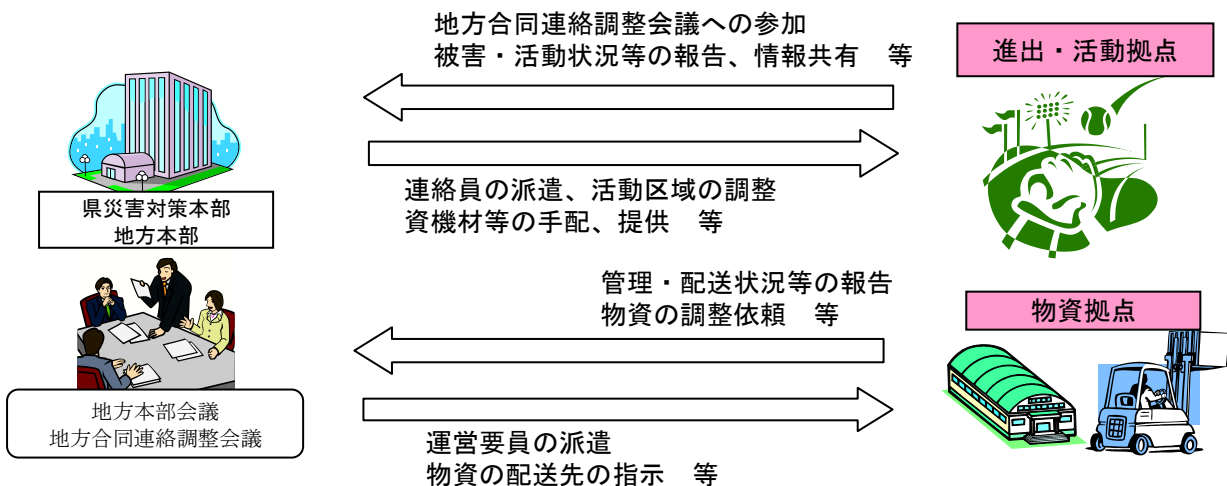 地方合同連絡調整会議への参加
被害・活動状況等の報告、情報共有　等
進出・活動拠点
連絡員の派遣、活動区域の調整
資機材等の手配、提供　等
県災害対策本部
地方本部
管理・配送状況等の報告
物資の調整依頼　等
物資拠点
地方本部会議
地方合同連絡調整会議
運営要員の派遣
物資の配送先の指示　等